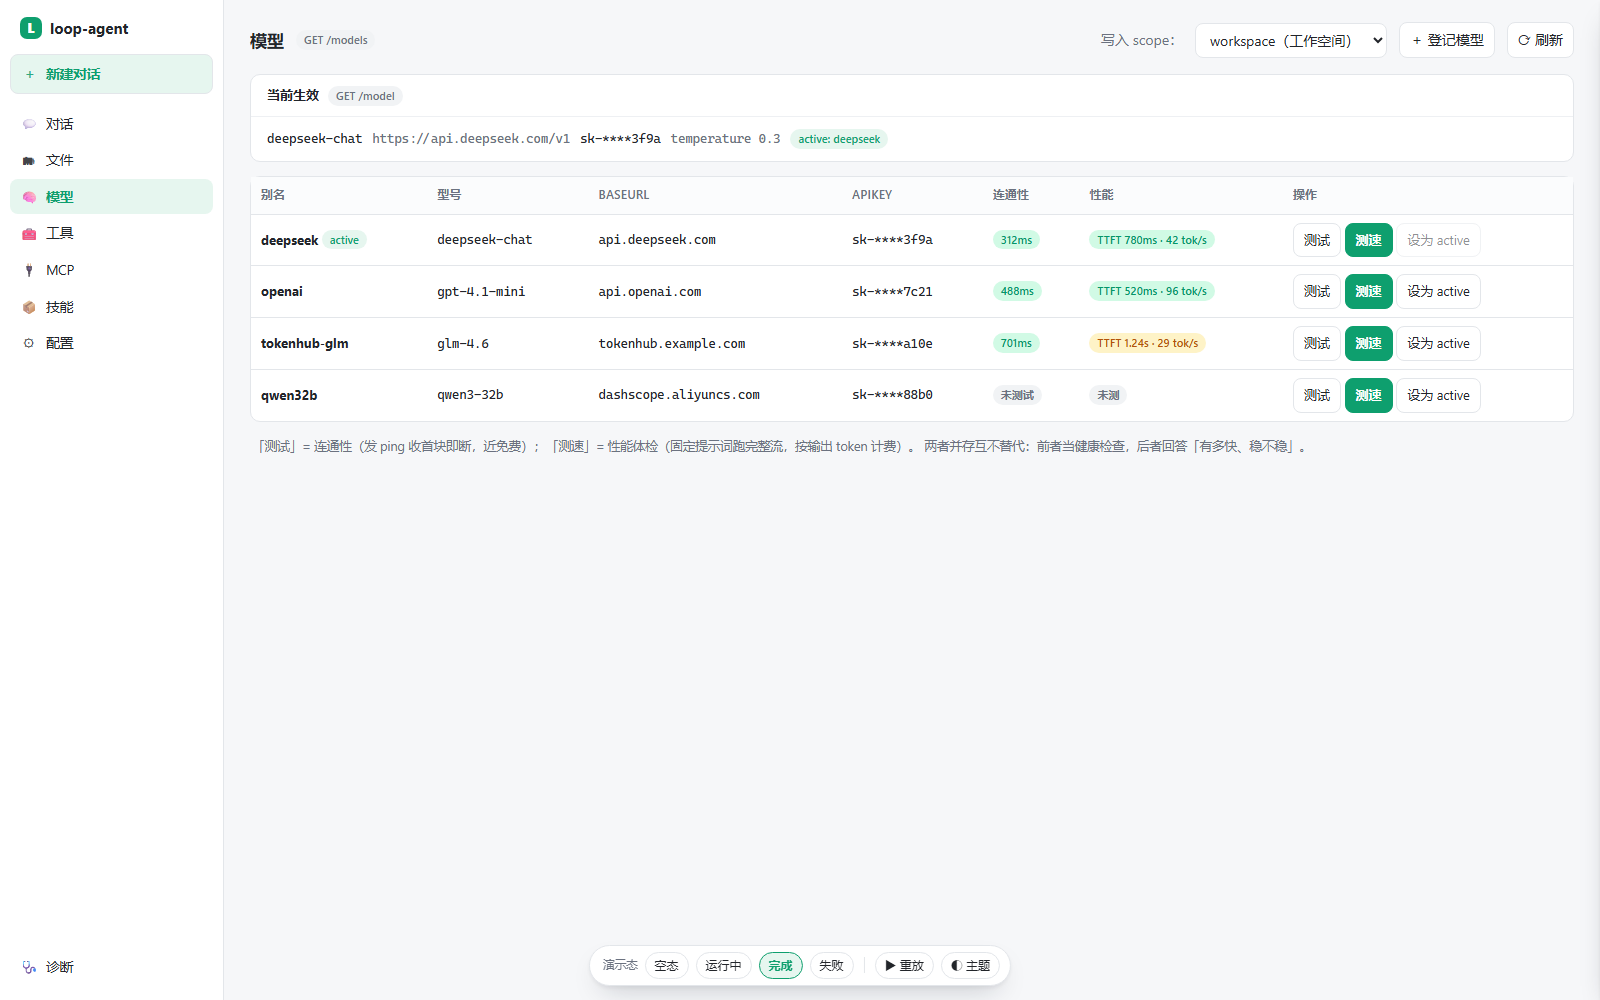 L loop-agent
+ 新建对话
对话
文件
模型
工具
MCP
技能
配置
诊断
模型 GET /models 写入 scope： workspace（工作空间） + 登记模型 刷新
当前生效 GET /model
deepseek-chat https://api.deepseek.com/v1 sk-****3f9a temperature 0.3 active: deepseek
别名 型号 BASEURL APIKEY 连通性 性能 操作
deepseek active deepseek-chat api.deepseek.com sk-****3f9a 312ms TTFT 780ms · 42 tok/s 测试 测速 设为 active
openai gpt-4.1-mini api.openai.com sk-****7c21 488ms TTFT 520ms · 96 tok/s 测试 测速 设为 active
tokenhub-glm glm-4.6 tokenhub.example.com sk-****a10e 701ms TTFT 1.24s · 29 tok/s 测试 测速 设为 active
qwen32b qwen3-32b dashscope.aliyuncs.com sk-****88b0 未测试 未测 测试 测速 设为 active
「测试」= 连通性（发 ping 收首块即断，近免费）；「测速」= 性能体检（固定提示词跑完整流，按输出 token 计费）。 两者并存互不替代：前者当健康检查，后者回答「有多快、稳不稳」。
演示态 空态 运行中 完成 失败 ▶ 重放 ◐ 主题